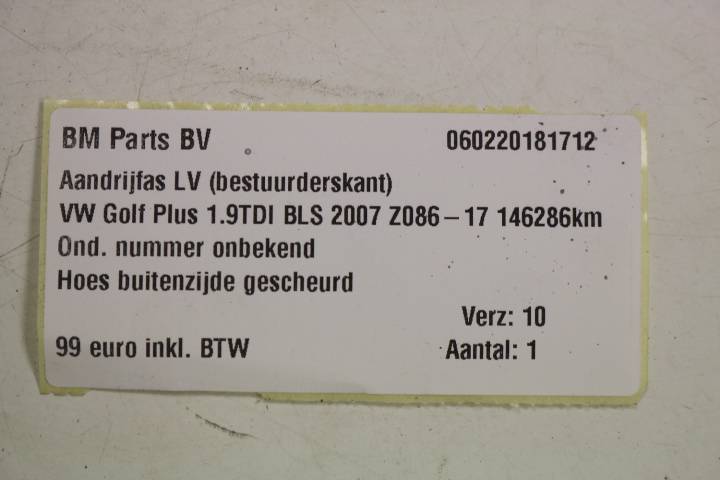 BM Parts BV 060220181712
Aandrijfas LV (bestuurderskant)
VW Golf Plus 1.9TDI BLS 2007 Z086-17 146286km
Ond. nummer onbekend
Hoes buitenzijde gescheurd
Verz: 10
99 euro inkl. BTW Aantal: 1